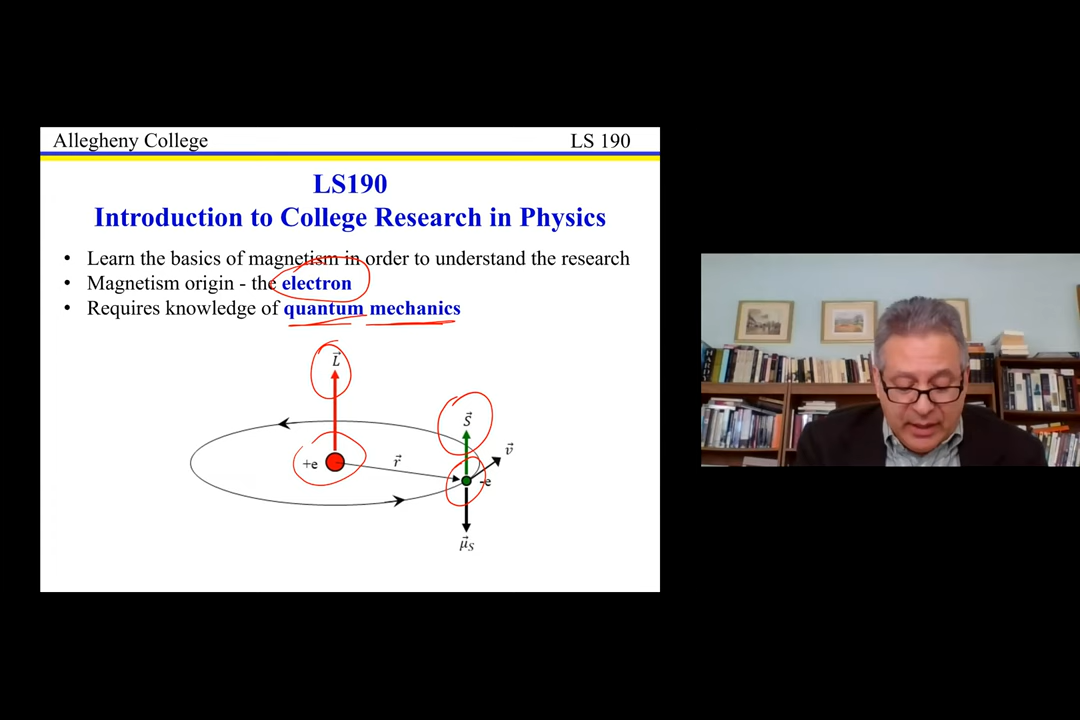 Allegheny College LS 190
LS190
Introduction to College Research in Physics
• Learn the basics of magnetism in order to understand the research
• Magnetism origin - the electron
• Requires knowledge of quantum mechanics
L⃗
S⃗
v⃗
+e r⃗
-e
μ⃗S
HARDY